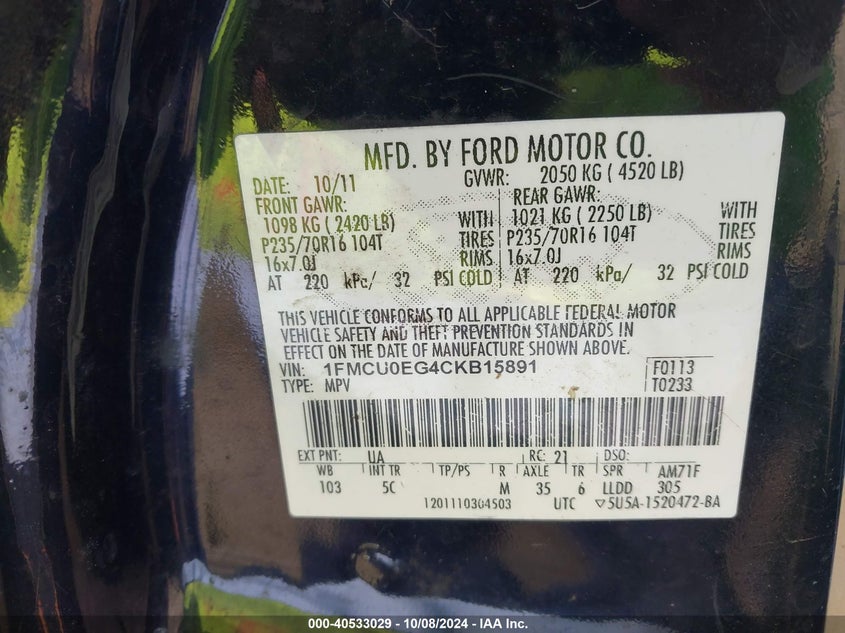 MFD. BY FORD MOTOR CO.
DATE: 10/11 GVWR: 2050 KG ( 4520 LB)
FRONT GAWR: REAR GAWR:
1098 KG ( 2420 LB) WITH 1021 KG ( 2250 LB) WITH
P235/70R16 104T TIRES P235/70R16 104T TIRES
16x7.0J RIMS 16x7.0J RIMS
AT 220 kPa/ 32 PSI COLD AT 220 kPa/ 32 PSI COLD
THIS VEHICLE CONFORMS TO ALL APPLICABLE FEDERAL MOTOR
VEHICLE SAFETY AND THEFT PREVENTION STANDARDS IN
EFFECT ON THE DATE OF MANUFACTURE SHOWN ABOVE.
VIN: 1FMCU0EG4CKB15891 F0113
TYPE: MPV T0233
EXT PNT: UA RC: 21 DSO:
WB INT TR TP/PS R AXLE TR SPR AM71F
103 5C M 35 6 LLDD 305
1201110304503 UTC ▽5U5A-1520472-BA
000-40533029 - 10/08/2024 - IAA Inc.